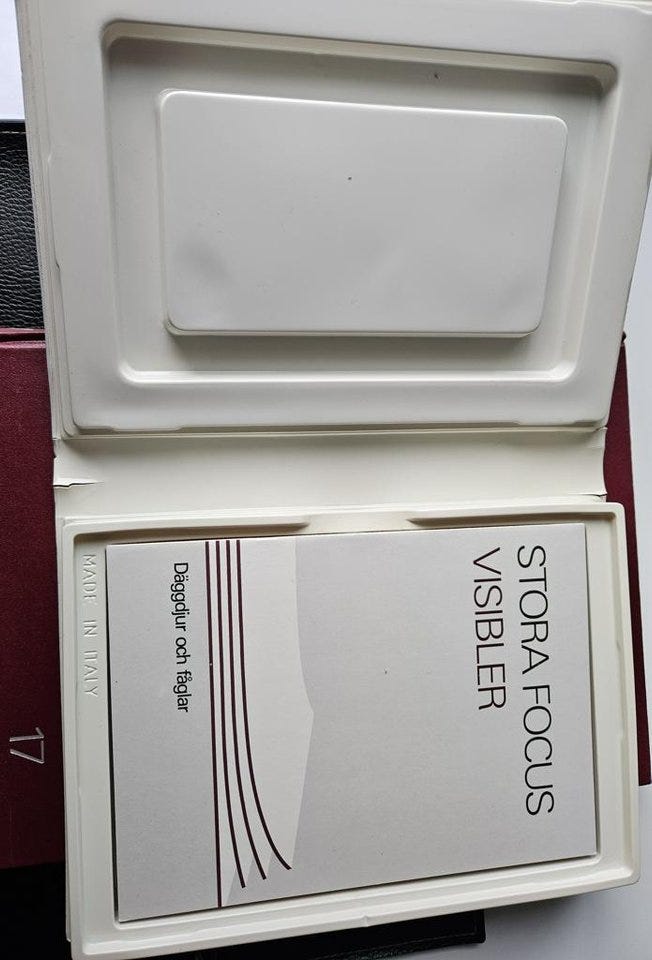 STORA FOCUS
VISIBLER
Däggdjur och fåglar
MADE IN ITALY
17